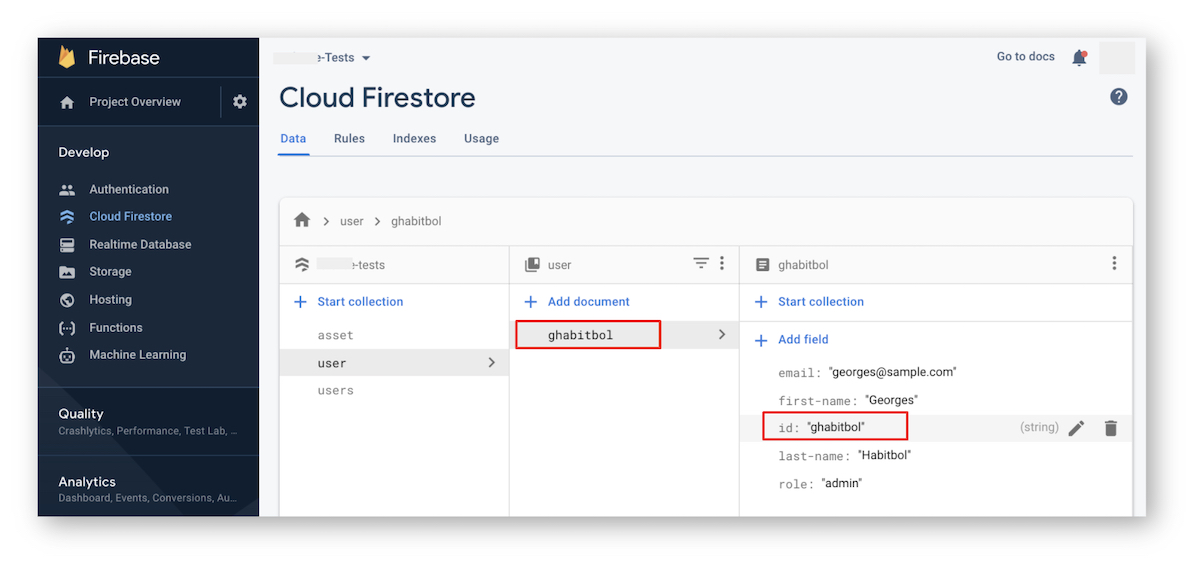 Firebase
Project Overview
Develop
Authentication
Cloud Firestore
Realtime Database
Storage
Hosting
Functions
Machine Learning
Quality
Crashlytics, Performance, Test Lab, ...
Analytics
Dashboard, Events, Conversions, Au...
-Tests
Go to docs
Cloud Firestore
Data Rules Indexes Usage
user ghabitbol
-tests
Start collection
asset
user
users
user
Add document
ghabitbol
ghabitbol
Start collection
Add field
email: "georges@sample.com"
first-name: "Georges"
id: "ghabitbol" (string)
last-name: "Habitbol"
role: "admin"